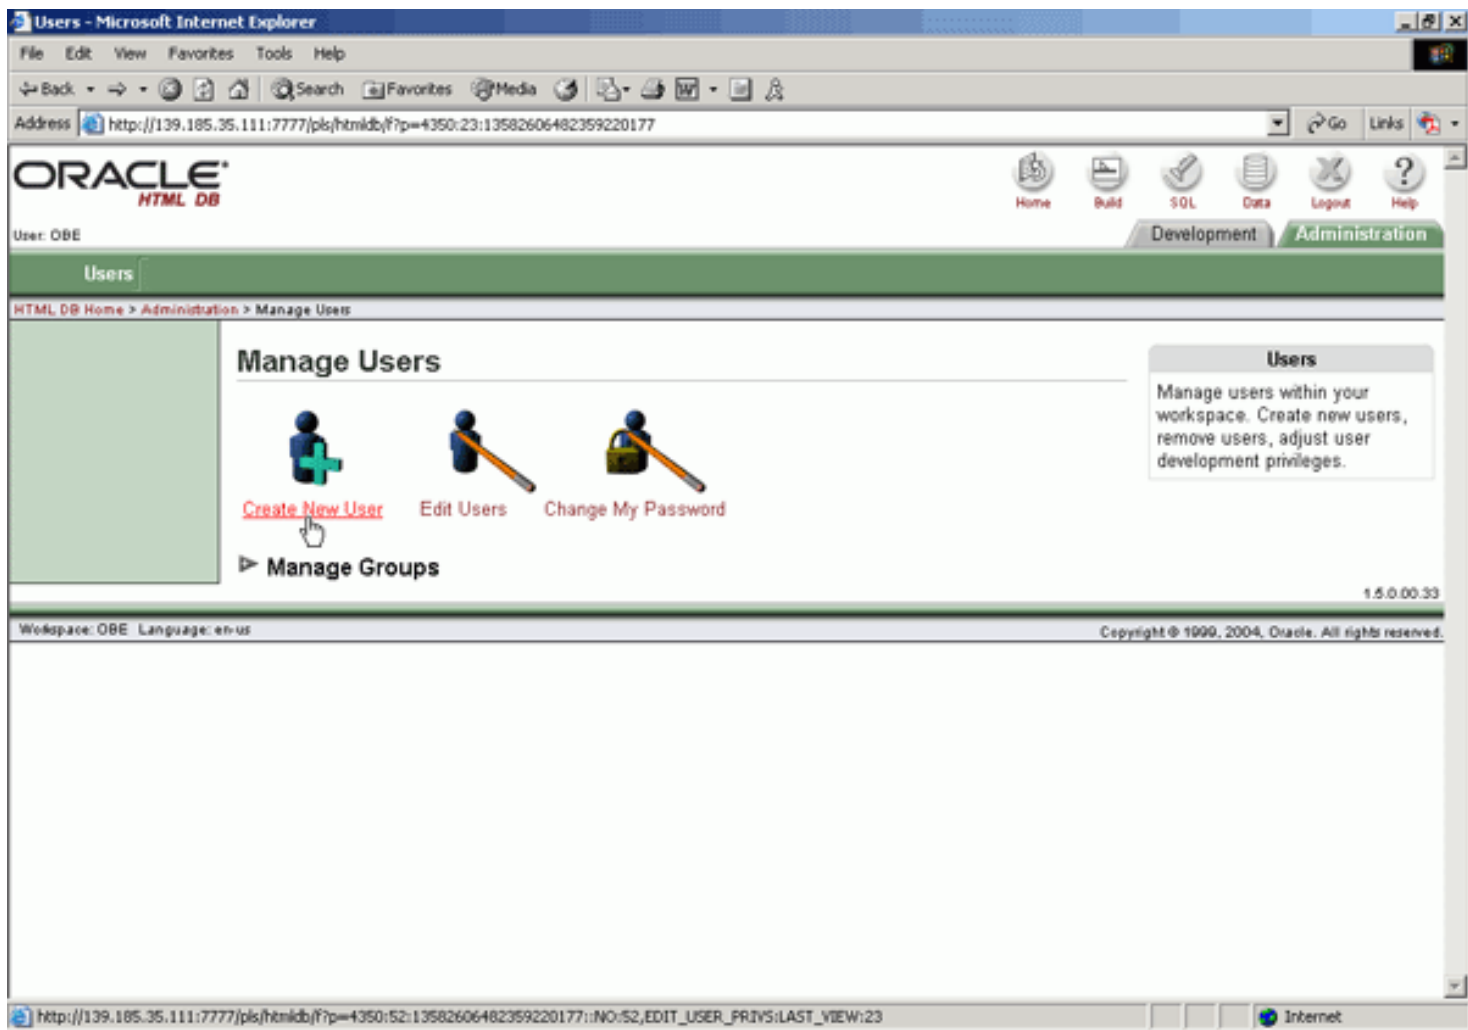 Users - Microsoft Internet Explorer
File Edit View Favorites Tools Help
Back Search Favorites Media
Address http://139.185.35.111:7777/pls/htmldb/f?p=4350:23:13582606482359220177 Go Links
ORACLE
HTML DB
Home Build SQL Data Logout Help
User: OBE
Development Administration
Users
HTML DB Home > Administration > Manage Users
Manage Users
Create New User Edit Users Change My Password
Manage Groups
Users
Manage users within your
workspace. Create new users,
remove users, adjust user
development privileges.
1.5.0.00.33
Workspace: OBE Language: en-us Copyright © 1999, 2004, Oracle. All rights reserved.
http://139.185.35.111:7777/pls/htmldb/f?p=4350:52:13582606482359220177::NO:52,EDIT_USER_PRIVS:LAST_VIEW:23 Internet